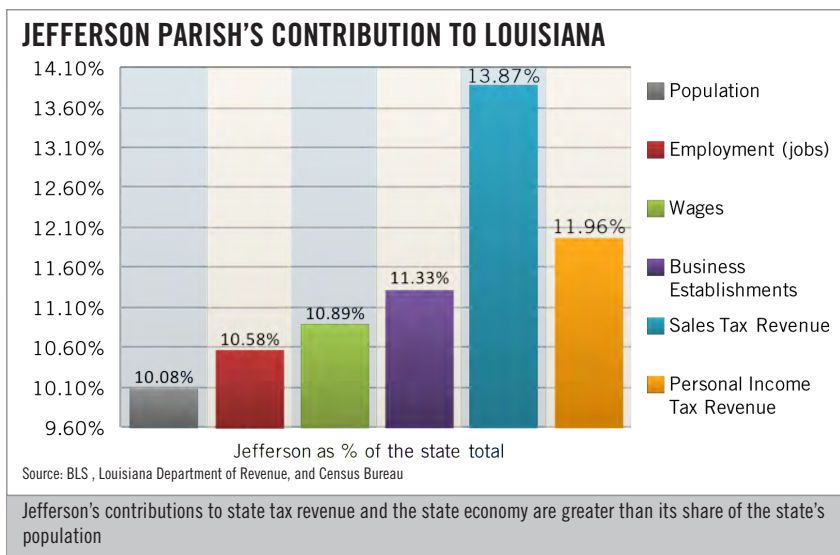 JEFFERSON PARISH'S CONTRIBUTION TO LOUISIANA
14.10%
13.60%
13.10%
12.60%
12.10%
11.60%
11.10%
10.60%
10.10%
9.60%
10.08%
10.58%
10.89%
11.33%
13.87%
11.96%
Jefferson as % of the state total
Population
Employment (jobs)
Wages
Business
Establishments
Sales Tax Revenue
Personal Income
Tax Revenue
Source: BLS , Louisiana Department of Revenue, and Census Bureau
Jefferson's contributions to state tax revenue and the state economy are greater than its share of the state's
population